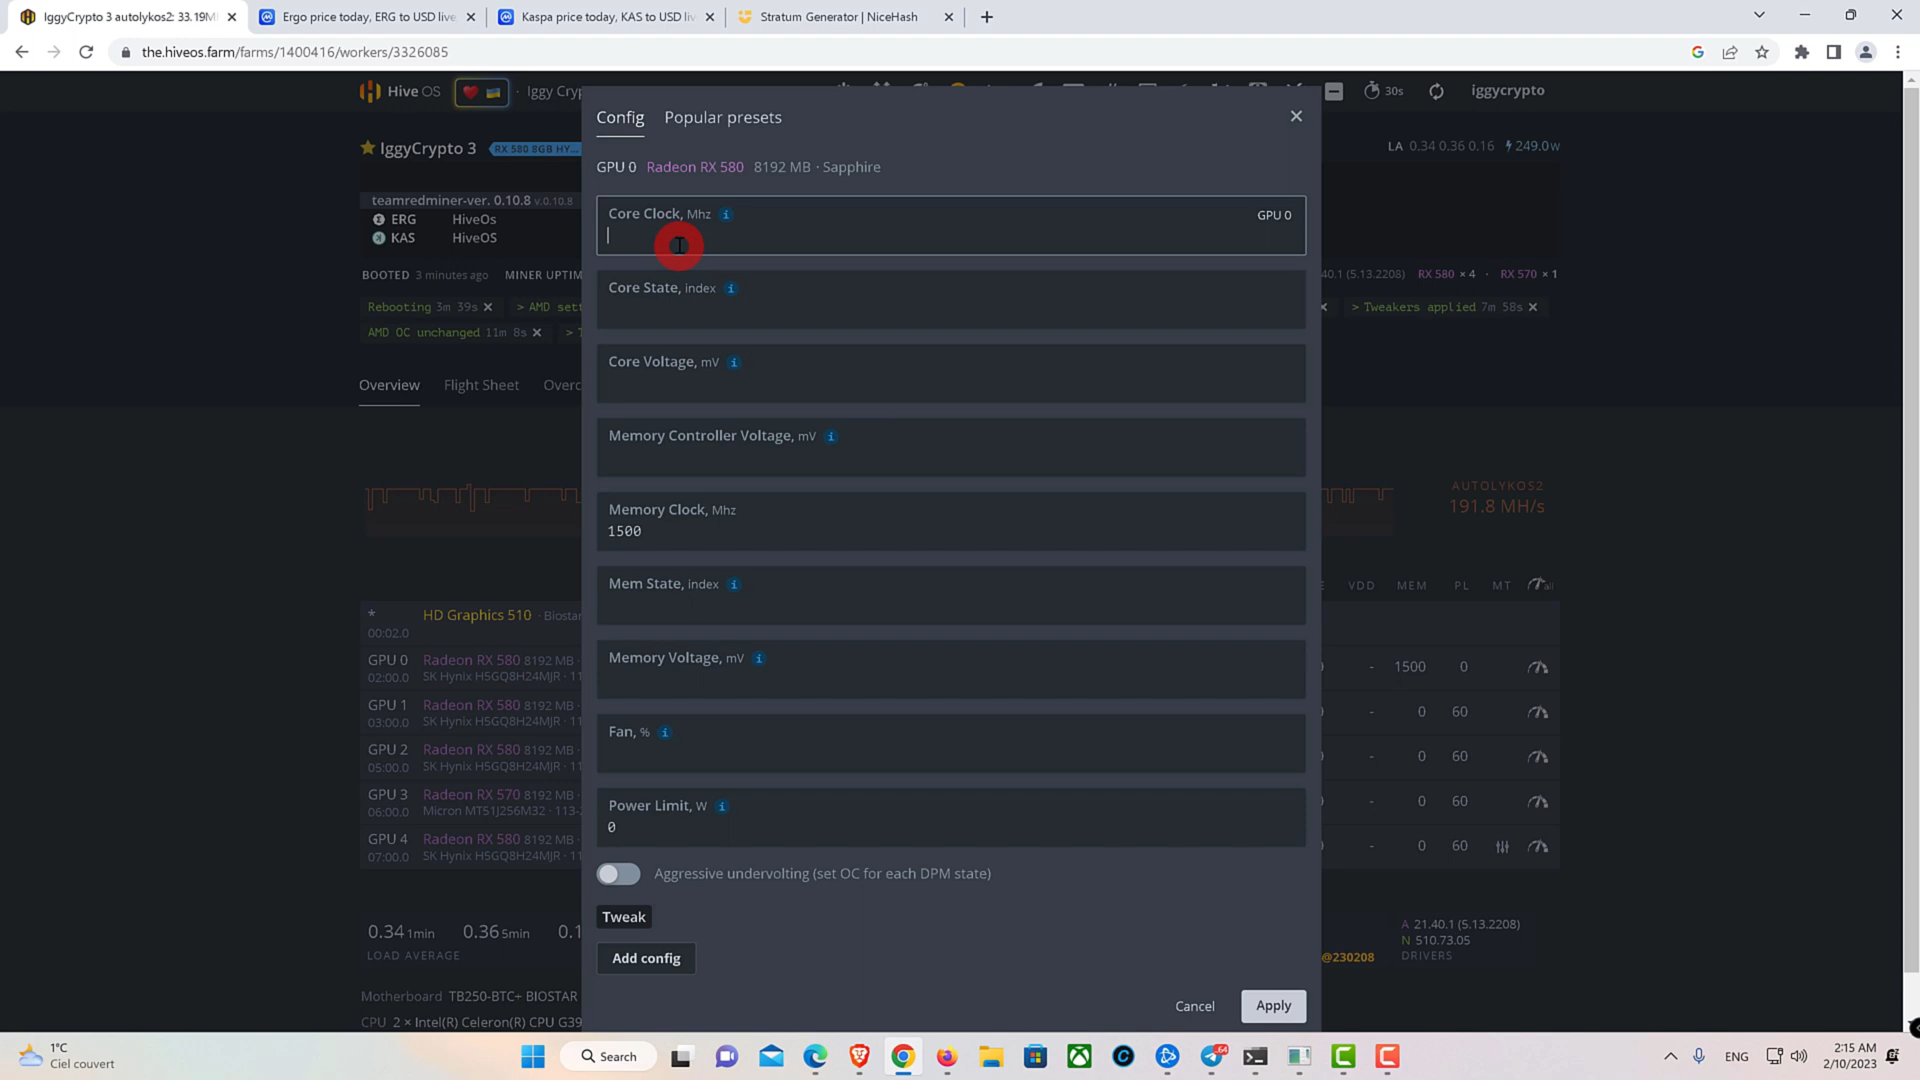 IggyCrypto 3 autolykos2: 33.19M
Ergo price today, ERG to USD live
Kaspa price today, KAS to USD liv
Stratum Generator | NiceHash
the.hiveos.farm/farms/1400416/workers/3326085
Hive OS
Iggy Cryp
30s
iggycrypto
Config
Popular presets
IggyCrypto 3
RX 580 8GB HY...
LA 0.34 0.36 0.16
249.0w
GPU 0 Radeon RX 580 8192 MB · Sapphire
teamredminer-ver. 0.10.8 v.0.10.8
ERG HiveOs
KAS HiveOS
Core Clock, Mhz
GPU 0
BOOTED 3 minutes ago
MINER UPTIM
40.1 (5.13.2208)
RX 580 × 4 · RX 570 × 1
Core State, index
Rebooting 3m 39s
> AMD sett
> Tweakers applied 7m 58s
AMD OC unchanged 11m 8s
Core Voltage, mV
Overview
Flight Sheet
Overc
Memory Controller Voltage, mV
Memory Clock, Mhz
1500
AUTOLYKOS2
191.8 MH/s
Mem State, index
VDD MEM PL MT
* HD Graphics 510 · Biostar
00:02.0
Memory Voltage, mV
GPU 0 Radeon RX 580 8192 MB ·
02:00.0 SK Hynix H5GQ8H24MJR · 11
- 1500 0
GPU 1 Radeon RX 580 8192 MB ·
03:00.0 SK Hynix H5GQ8H24MJR · 11
- 0 60
Fan, %
GPU 2 Radeon RX 580 8192 MB ·
05:00.0 SK Hynix H5GQ8H24MJR · 11
- 0 60
GPU 3 Radeon RX 570 8192 MB ·
06:00.0 Micron MT51J256M32 · 113-
- 0 60
Power Limit, W
0
GPU 4 Radeon RX 580 8192 MB ·
07:00.0 SK Hynix H5GQ8H24MJR · 11
- 0 60
Aggressive undervolting (set OC for each DPM state)
Tweak
0.34 1min 0.36 5min 0.1
LOAD AVERAGE
A 21.40.1 (5.13.2208)
N 510.73.05
DRIVERS
@230208
Add config
Motherboard TB250-BTC+ BIOSTAR
CPU 2 × Intel(R) Celeron(R) CPU G39
Cancel
Apply
1°C
Ciel couvert
Search
64
ENG
2:15 AM
2/10/2023